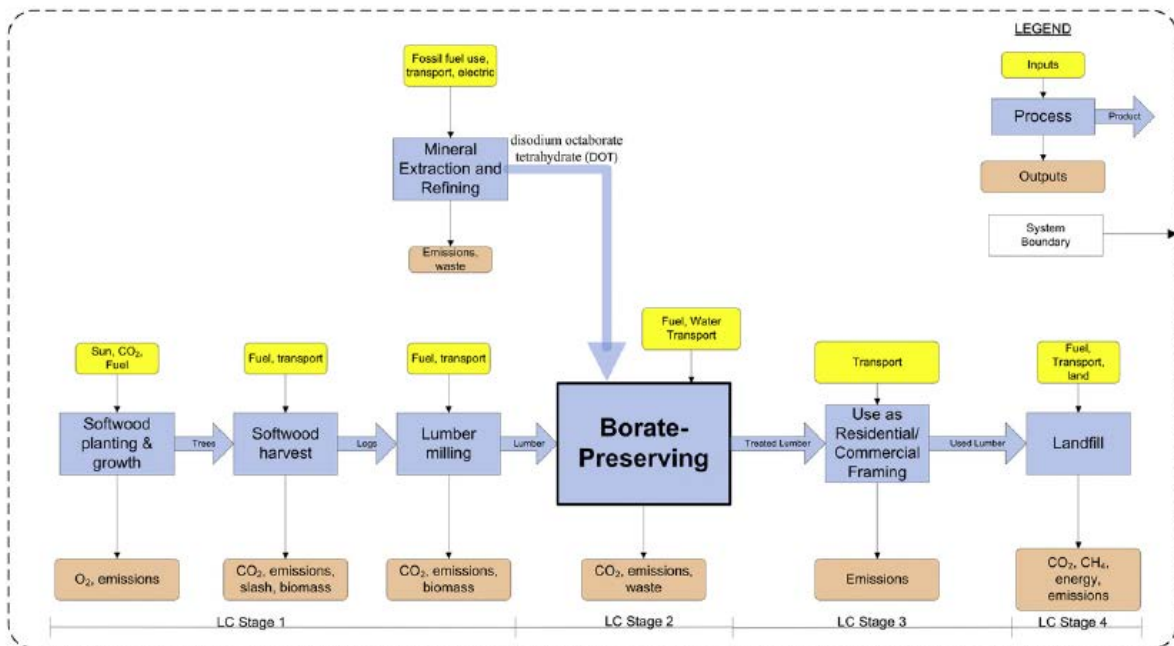 LEGEND
Inputs
Process
Product
Outputs
System
Boundary
Fossil fuel use,
transport, electric
Mineral
Extraction and
Refining
disodium octaborate
tetrahydrate (DOT)
Emissions,
waste
Sun, CO₂,
Fuel
Fuel, transport
Fuel, transport
Fuel, Water
Transport
Transport
Fuel,
Transport,
land
Softwood
planting &
growth
Trees
Softwood
harvest
Logs
Lumber
milling
Lumber
Borate-
Preserving
Treated Lumber
Use as
Residential/
Commercial
Framing
Used Lumber
Landfill
O₂, emissions
CO₂, emissions,
slash, biomass
CO₂, emissions,
biomass
CO₂, emissions,
waste
Emissions
CO₂, CH₄,
energy,
emissions
LC Stage 1
LC Stage 2
LC Stage 3
LC Stage 4